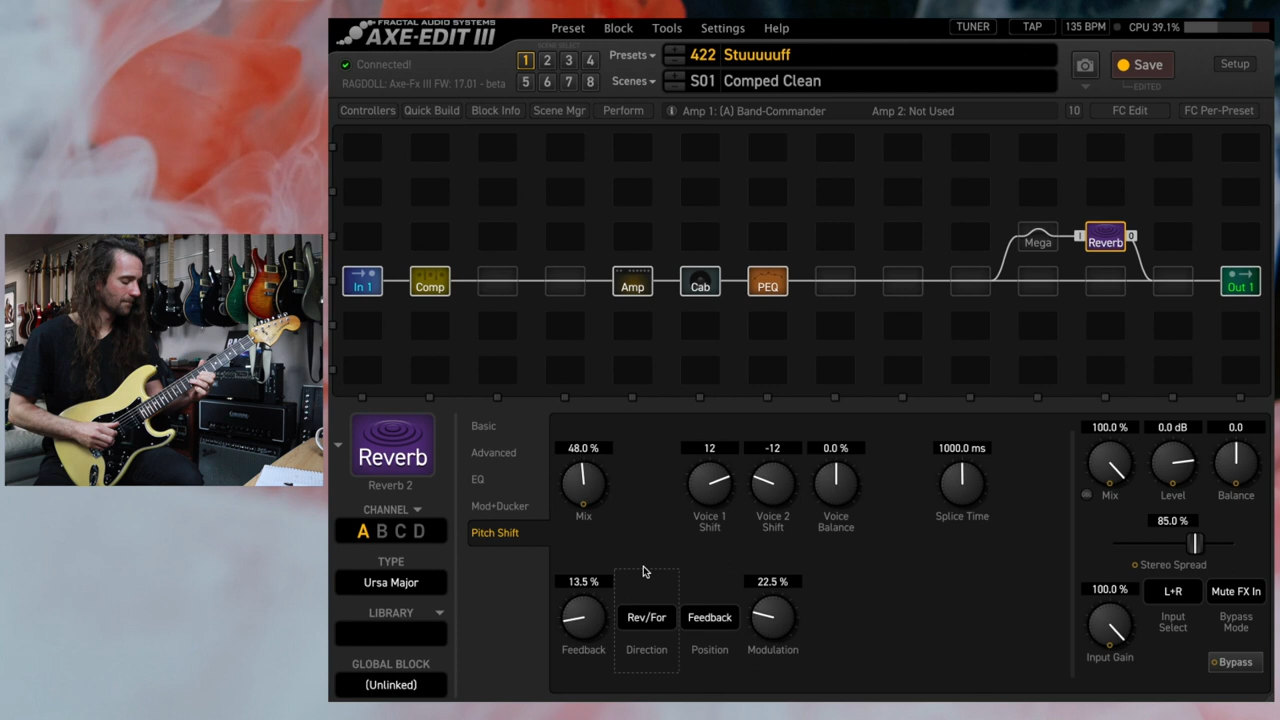 FRACTAL AUDIO SYSTEMS
AXE-EDIT III
Preset Block Tools Settings Help
TUNER TAP 135 BPM CPU 39.1%
Connected!
RAGDOLL: Axe-Fx III FW: 17.01 - beta
SCENE SELECT
1 2 3 4
5 6 7 8
Presets 422 Stuuuuuff
Scenes S01 Comped Clean
Save
EDITED
Setup
Controllers Quick Build Block Info Scene Mgr Perform
Amp 1: (A) Band-Commander Amp 2: Not Used
10 FC Edit FC Per-Preset
Mega I Reverb O
In 1 Comp Amp Cab PEQ Out 1
Reverb
Reverb 2
CHANNEL
A B C D
TYPE
Ursa Major
LIBRARY
GLOBAL BLOCK
(Unlinked)
Basic
Advanced
EQ
Mod+Ducker
Pitch Shift
48.0 % 12 -12 0.0 % 1000.0 ms
Mix Voice 1 Shift Voice 2 Shift Voice Balance Splice Time
13.5 % 22.5 %
Rev/For Feedback
Feedback Direction Position Modulation
100.0 % 0.0 dB 0.0
Mix Level Balance
85.0 %
Stereo Spread
100.0 % L+R Mute FX In
Input Gain Input Select Bypass Mode
Bypass